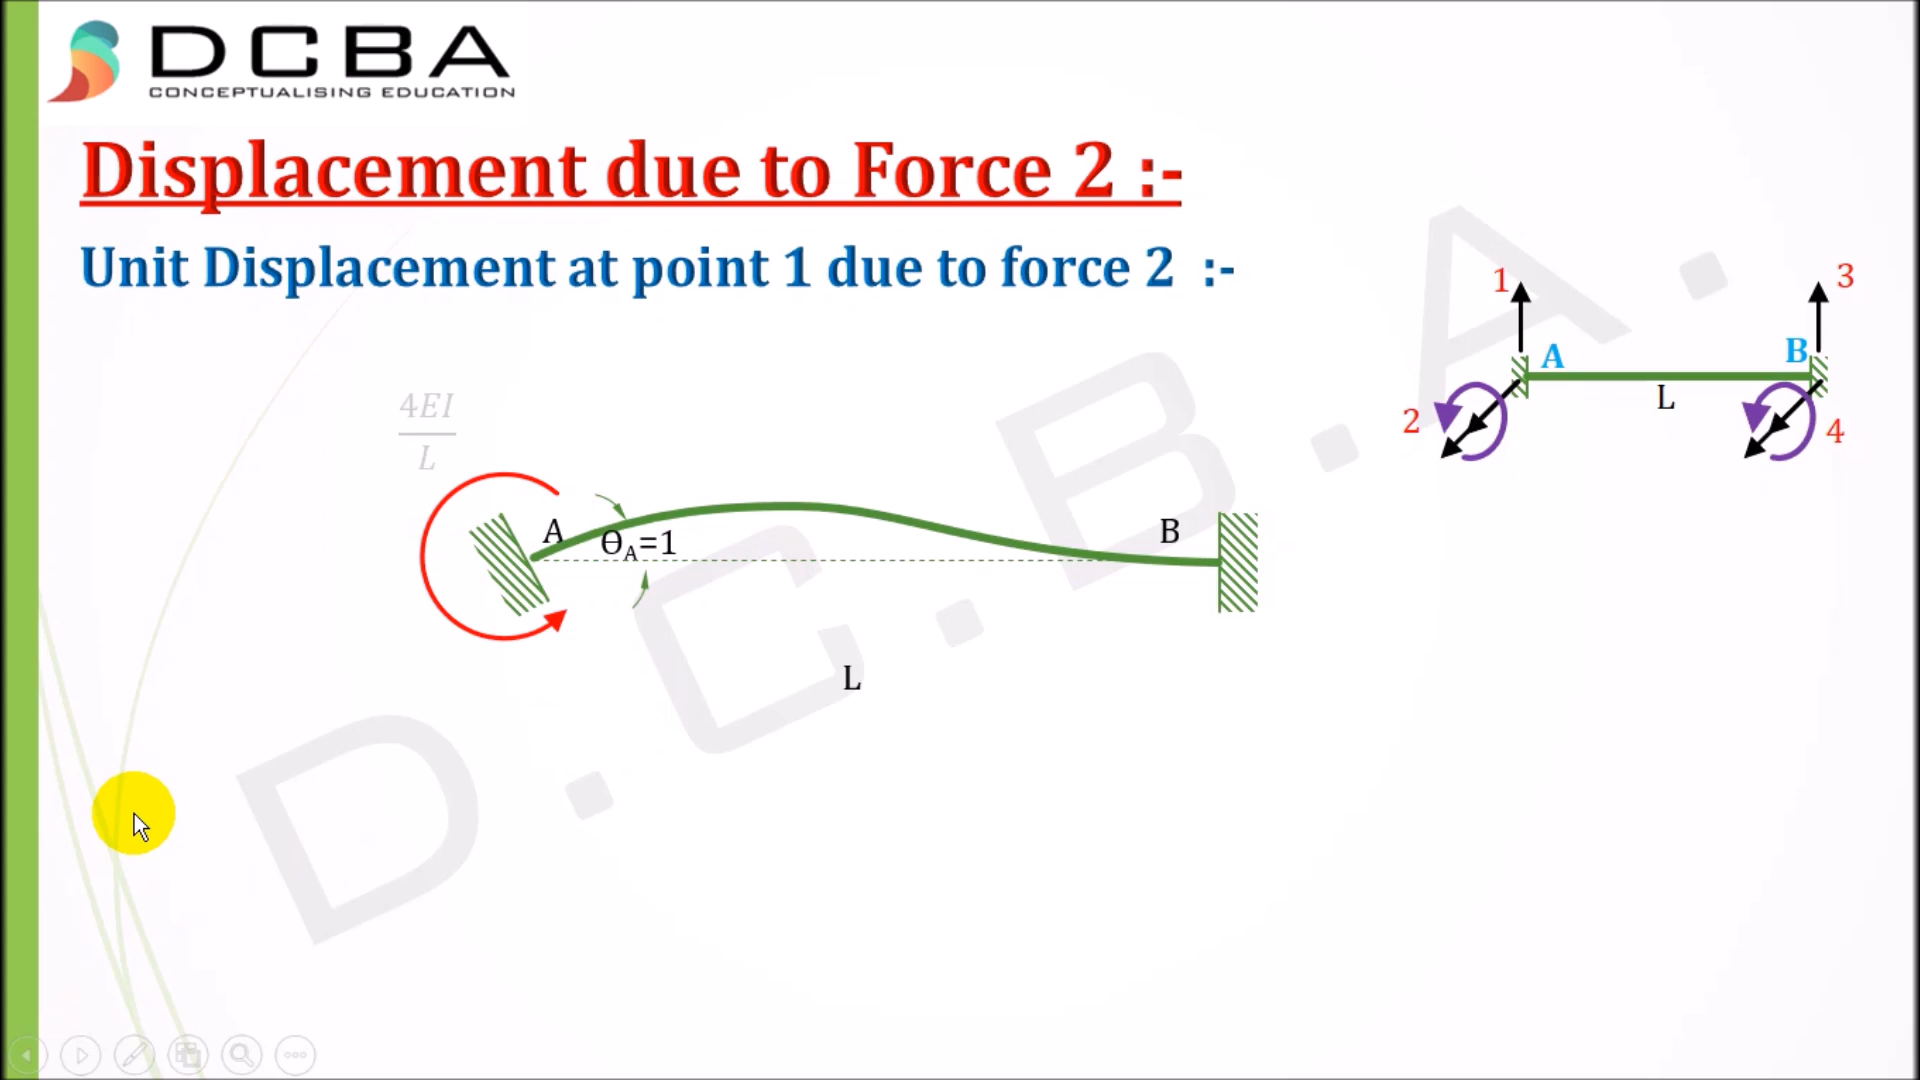 DCBA
CONCEPTUALISING EDUCATION
Displacement due to Force 2 :-
Unit Displacement at point 1 due to force 2 :-
1
3
A
B
L
2
4
4EI
L
A
ΘA=1
B
L
D.C.B.A.